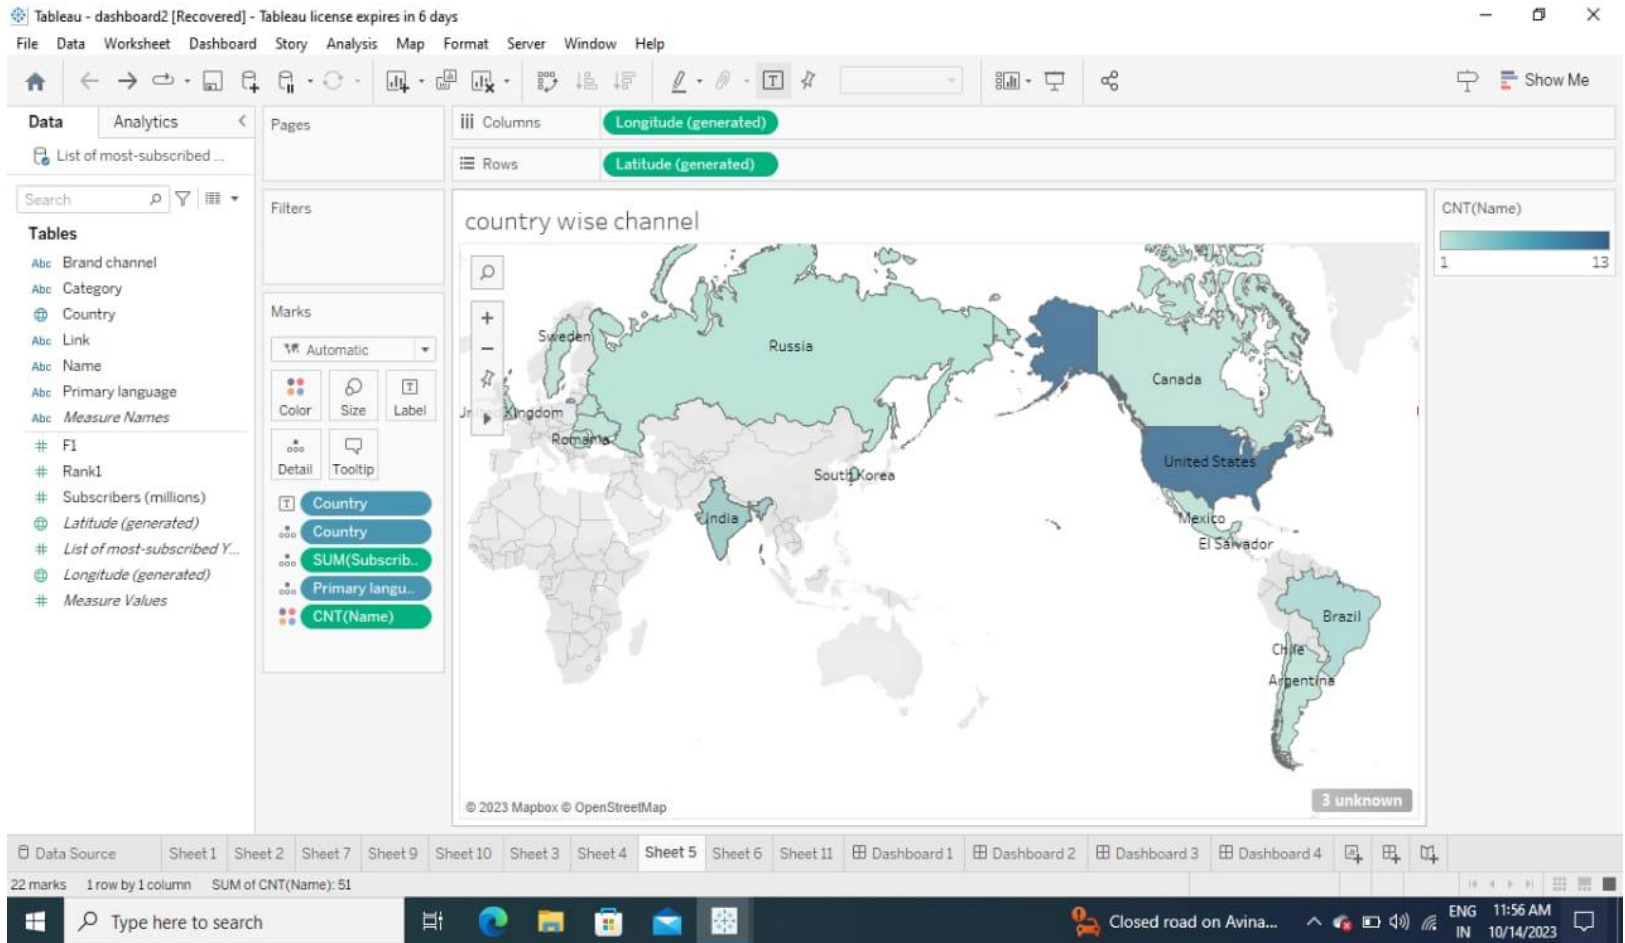 Tableau - dashboard2 [Recovered] - Tableau license expires in 6 days
File Data Worksheet Dashboard Story Analysis Map Format Server Window Help
Show Me
Data Analytics
List of most-subscribed ...
Search
Tables
Abc Brand channel
Abc Category
Country
Abc Link
Abc Name
Abc Primary language
Abc Measure Names
# F1
# Rank1
# Subscribers (millions)
Latitude (generated)
# List of most-subscribed Y...
Longitude (generated)
# Measure Values
Pages
Filters
Marks
Automatic
Color Size Label
Detail Tooltip
Country
Country
SUM(Subscrib..
Primary langu..
CNT(Name)
Columns Longitude (generated)
Rows Latitude (generated)
country wise channel
Sweden
Russia
Canada
Kingdom
Romania
United States
South Korea
India
Mexico
El Salvador
Brazil
Chile
Argentina
© 2023 Mapbox © OpenStreetMap
3 unknown
CNT(Name)
1 13
Data Source Sheet 1 Sheet 2 Sheet 7 Sheet 9 Sheet 10 Sheet 3 Sheet 4 Sheet 5 Sheet 6 Sheet 11 Dashboard 1 Dashboard 2 Dashboard 3 Dashboard 4
22 marks 1 row by 1 column SUM of CNT(Name): 51
Type here to search
Closed road on Avina...
ENG
IN
11:56 AM
10/14/2023